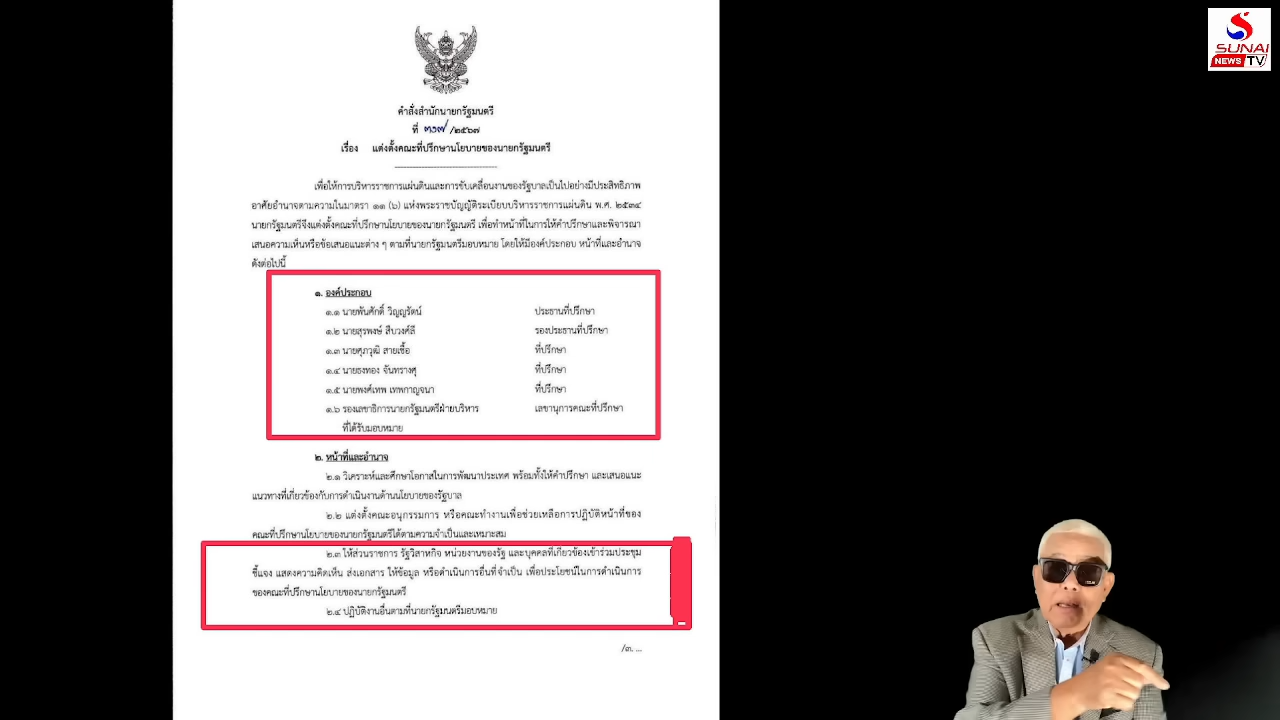 SUNAI
NEWS TV
คำสั่งสำนักนายกรัฐมนตรี
ที่ ๓๑๗/๒๕๖๗
เรื่อง แต่งตั้งคณะที่ปรึกษานโยบายของนายกรัฐมนตรี
เพื่อให้การบริหารราชการแผ่นดินและการขับเคลื่อนงานของรัฐบาลเป็นไปอย่างมีประสิทธิภาพ
อาศัยอำนาจตามความในมาตรา ๑๑ (๖) แห่งพระราชบัญญัติระเบียบบริหารราชการแผ่นดิน พ.ศ. ๒๕๓๔
นายกรัฐมนตรีจึงแต่งตั้งคณะที่ปรึกษานโยบายของนายกรัฐมนตรี เพื่อทำหน้าที่ในการให้คำปรึกษาและพิจารณา
เสนอความเห็นหรือข้อเสนอแนะต่าง ๆ ตามที่นายกรัฐมนตรีมอบหมาย โดยให้มีองค์ประกอบ หน้าที่และอำนาจ
ดังต่อไปนี้
๑. องค์ประกอบ
๑.๑ นายพันศักดิ์ วิญญรัตน์ ประธานที่ปรึกษา
๑.๒ นายสุรพงษ์ สืบวงศ์ลี รองประธานที่ปรึกษา
๑.๓ นายศุภวุฒิ สายเชื้อ ที่ปรึกษา
๑.๔ นายธงทอง จันทรางศุ ที่ปรึกษา
๑.๕ นายพงศ์เทพ เทพกาญจนา ที่ปรึกษา
๑.๖ รองเลขาธิการนายกรัฐมนตรีฝ่ายบริหาร เลขานุการคณะที่ปรึกษา
ที่ได้รับมอบหมาย
๒. หน้าที่และอำนาจ
๒.๑ วิเคราะห์และศึกษาโอกาสในการพัฒนาประเทศ พร้อมทั้งให้คำปรึกษา และเสนอแนะ
แนวทางที่เกี่ยวข้องกับการดำเนินงานด้านนโยบายของรัฐบาล
๒.๒ แต่งตั้งคณะอนุกรรมการ หรือคณะทำงานเพื่อช่วยเหลือการปฏิบัติหน้าที่ของ
คณะที่ปรึกษานโยบายของนายกรัฐมนตรีได้ตามความจำเป็นและเหมาะสม
๒.๓ ให้ส่วนราชการ รัฐวิสาหกิจ หน่วยงานของรัฐ และบุคคลที่เกี่ยวข้องเข้าร่วมประชุม
ชี้แจง แสดงความคิดเห็น ส่งเอกสาร ให้ข้อมูล หรือดำเนินการอื่นที่จำเป็น เพื่อประโยชน์ในการดำเนินการ
ของคณะที่ปรึกษานโยบายของนายกรัฐมนตรี
๒.๔ ปฏิบัติงานอื่นตามที่นายกรัฐมนตรีมอบหมาย
/๓. ...